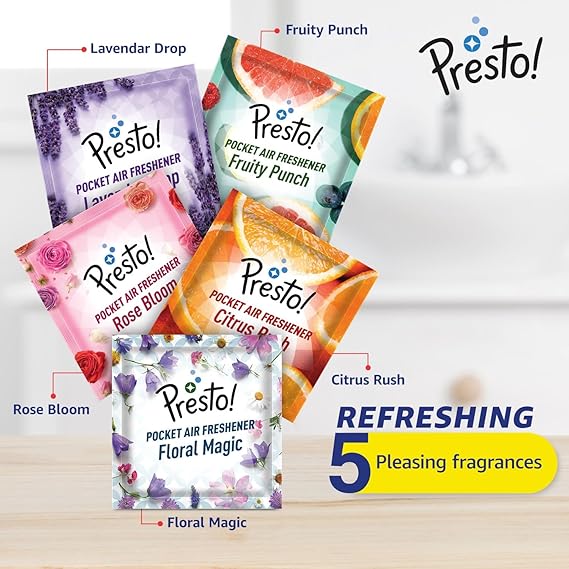 Lavendar Drop
Fruity Punch
Presto!
Presto!
POCKET AIR FRESHENER
Presto!
POCKET AIR FRESHENER
Fruity Punch
Presto!
POCKET AIR FRESHENER
Rose Bloom
Presto!
POCKET AIR FRESHENER
Citrus
Presto!
POCKET AIR FRESHENER
Floral Magic
Rose Bloom
Citrus Rush
Floral Magic
REFRESHING
5 Pleasing fragrances